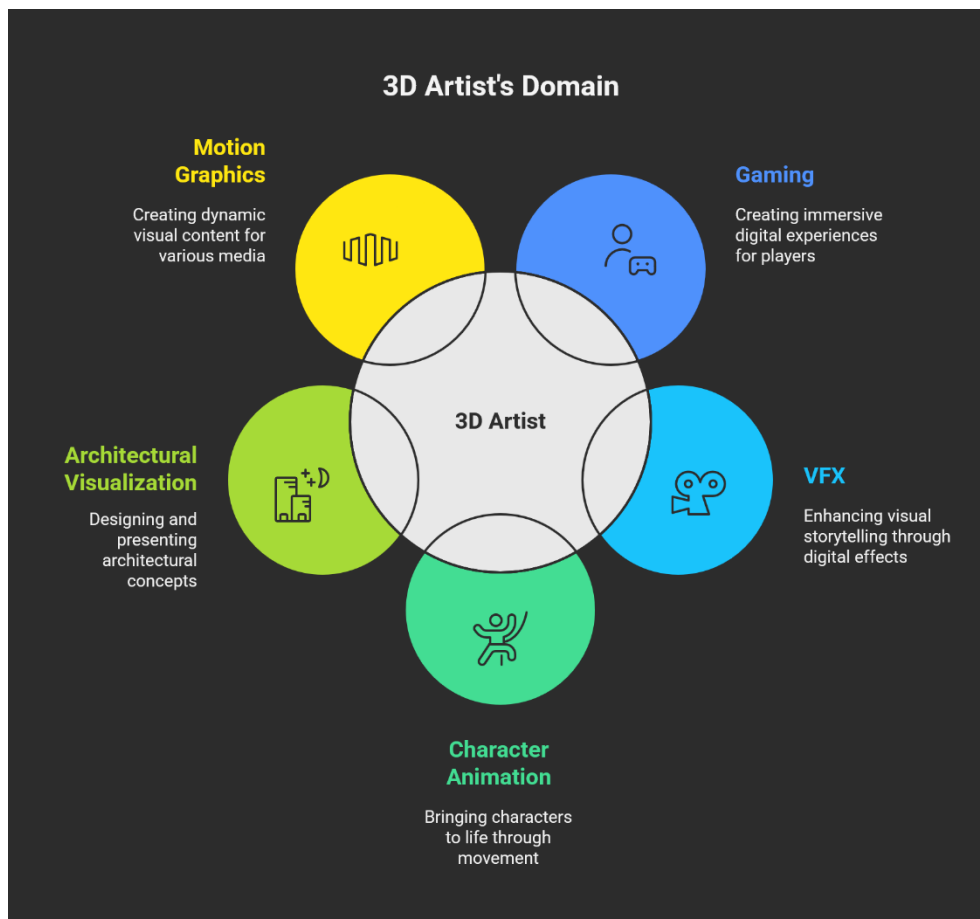 3D Artist's Domain
Motion
Graphics
Creating dynamic
visual content for
various media
Gaming
Creating immersive
digital experiences
for players
3D Artist
Architectural
Visualization
Designing and
presenting
architectural
concepts
VFX
Enhancing visual
storytelling through
digital effects
Character
Animation
Bringing characters
to life through
movement